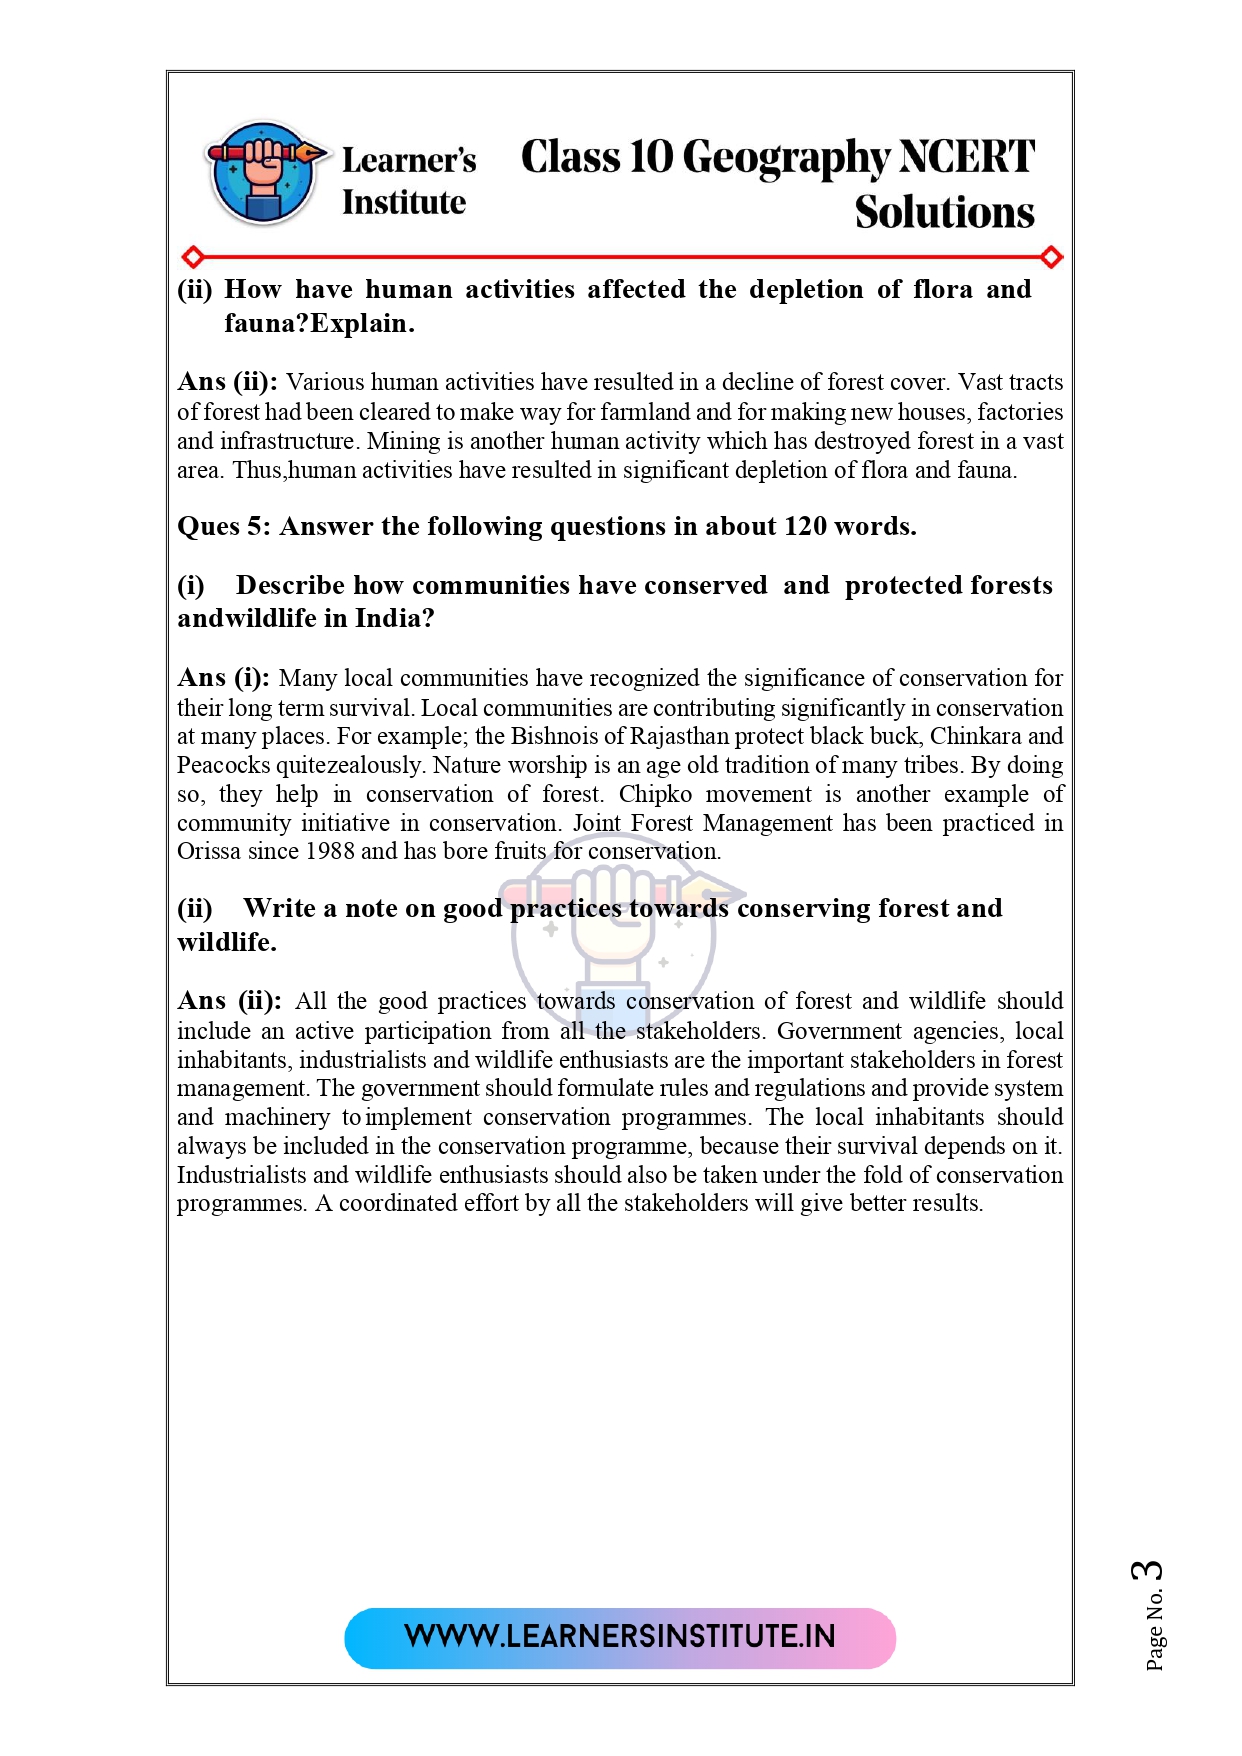 Learner's
Institute
Class 10 Geography NCERT
Solutions
(ii) How have human activities affected the depletion of flora and
fauna?Explain.
Ans (ii): Various human activities have resulted in a decline of forest cover. Vast tracts
of forest had been cleared to make way for farmland and for making new houses, factories
and infrastructure. Mining is another human activity which has destroyed forest in a vast
area. Thus,human activities have resulted in significant depletion of flora and fauna.
Ques 5: Answer the following questions in about 120 words.
(i) Describe how communities have conserved and protected forests
andwildlife in India?
Ans (i): Many local communities have recognized the significance of conservation for
their long term survival. Local communities are contributing significantly in conservation
at many places. For example; the Bishnois of Rajasthan protect black buck, Chinkara and
Peacocks quitezealously. Nature worship is an age old tradition of many tribes. By doing
so, they help in conservation of forest. Chipko movement is another example of
community initiative in conservation. Joint Forest Management has been practiced in
Orissa since 1988 and has bore fruits for conservation.
(ii) Write a note on good practices towards conserving forest and
wildlife.
Ans (ii): All the good practices towards conservation of forest and wildlife should
include an active participation from all the stakeholders. Government agencies, local
inhabitants, industrialists and wildlife enthusiasts are the important stakeholders in forest
management. The government should formulate rules and regulations and provide system
and machinery to implement conservation programmes. The local inhabitants should
always be included in the conservation programme, because their survival depends on it.
Industrialists and wildlife enthusiasts should also be taken under the fold of conservation
programmes. A coordinated effort by all the stakeholders will give better results.
WWW.LEARNERSINSTITUTE.IN
Page No. 3